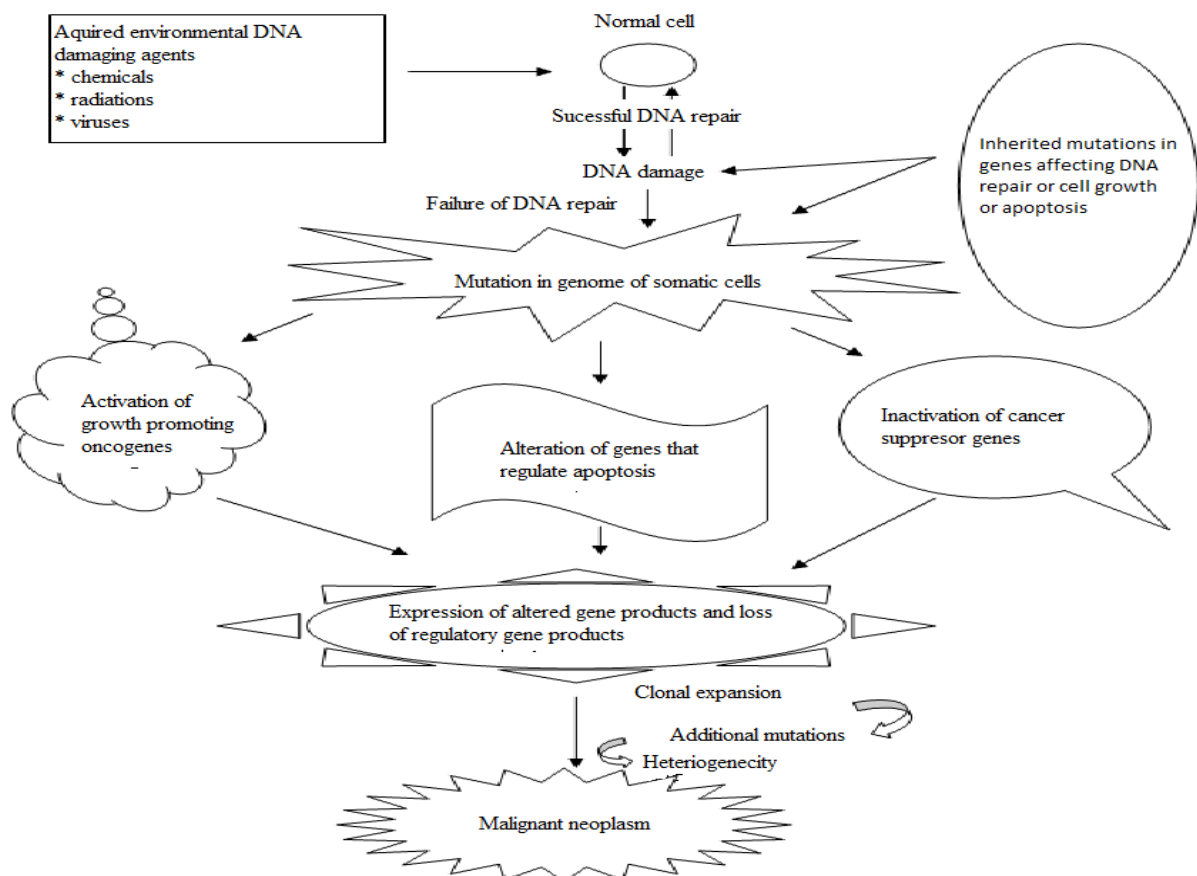 Aquired environmental DNA
damaging agents
* chemicals
* radiations
* viruses
Normal cell
Sucessful DNA repair
DNA damage
Inherited mutations in
genes affecting DNA
repair or cell growth
or apoptosis
Failure of DNA repair
Mutation in genome of somatic cells
Activation of
growth promoting
oncogenes
Alteration of genes that
regulate apoptosis
Inactivation of cancer
suppresor genes
Expression of altered gene products and loss
of regulatory gene products
Clonal expansion
Additional mutations
Heteriogenecity
Malignant neoplasm